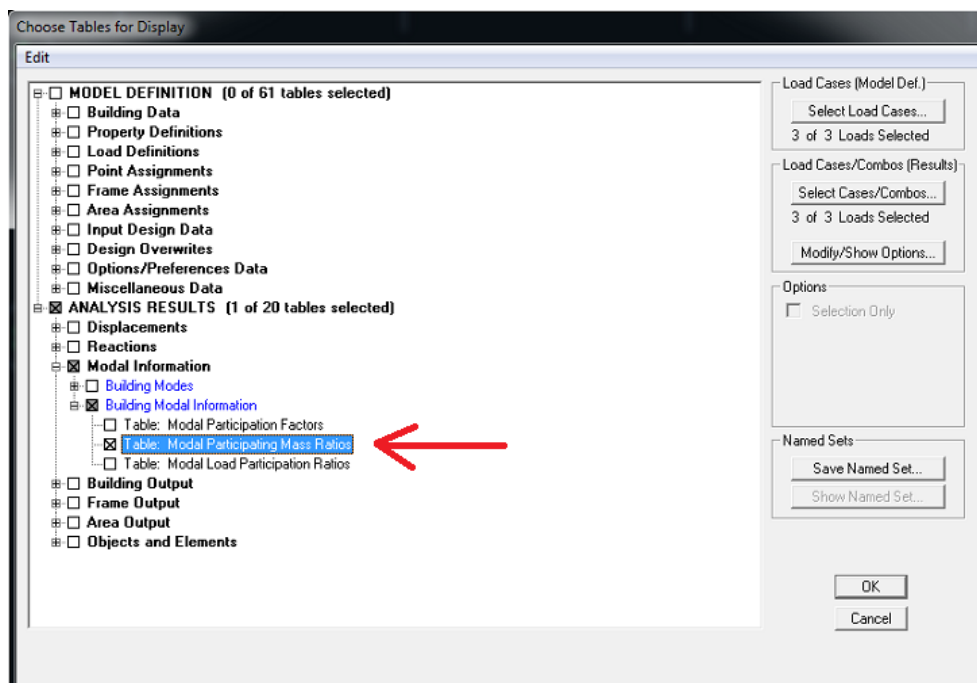 Choose Tables for Display
Edit
MODEL DEFINITION (0 of 61 tables selected)
Building Data
Property Definitions
Load Definitions
Point Assignments
Frame Assignments
Area Assignments
Input Design Data
Design Overwrites
Options/Preferences Data
Miscellaneous Data
ANALYSIS RESULTS (1 of 20 tables selected)
Displacements
Reactions
Modal Information
Building Modes
Building Modal Information
Table: Modal Participation Factors
Table: Modal Participating Mass Ratios
Table: Modal Load Participation Ratios
Building Output
Frame Output
Area Output
Objects and Elements
Load Cases (Model Def.)
Select Load Cases...
3 of 3 Loads Selected
Load Cases/Combos (Results)
Select Cases/Combos...
3 of 3 Loads Selected
Modify/Show Options...
Options
Selection Only
Named Sets
Save Named Set...
Show Named Set...
OK
Cancel